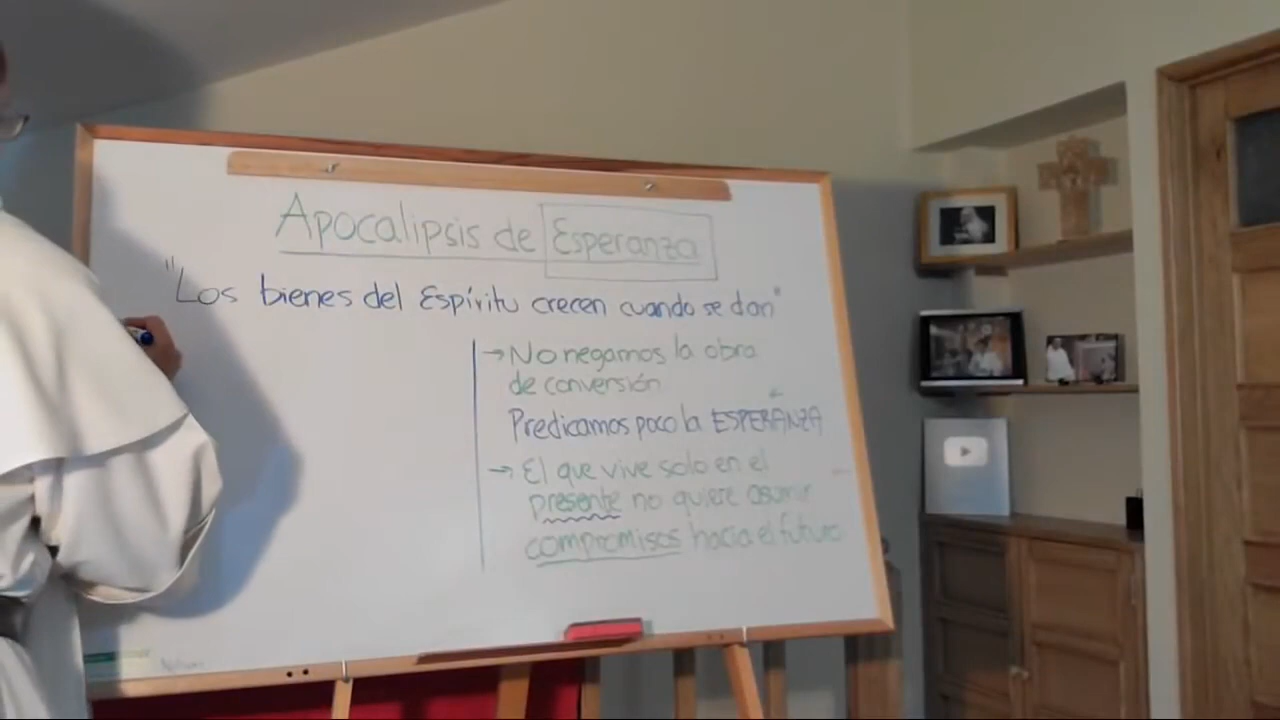 Apocalipsis de Esperanza
"Los bienes del Espíritu crecen cuando se dan"
→ No negamos la obra
de conversión
Predicamos poco la ESPERANZA
→ El que vive solo en el
presente no quiere asumir
compromisos hacia el futuro